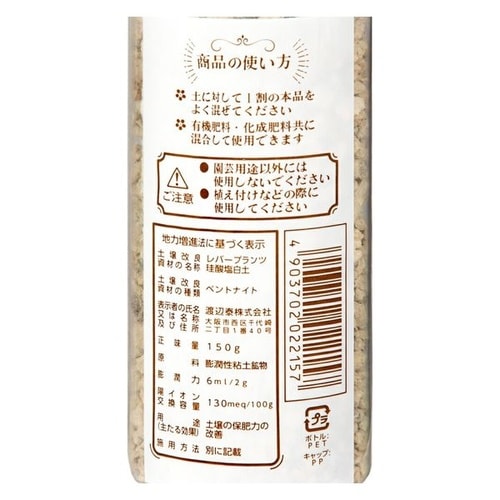 商品の使い方
土に対して1割の本品を
よく混ぜてください
有機肥料・化成肥料共に
混合して使用できます
ご注意
●園芸用途以外には
使用しないでください
●植え付けなどの際に
使用してください
地力増進法に基づく表示
土壌改良資材の名称 レバープランツ
珪酸塩白土
土壌改良資材の種類 ベントナイト
表示者の氏名又は名称及び住所 渡辺泰株式会社
大阪市西区千代崎
二丁目1番40号
正味量 150g
原料 膨潤性粘土鉱物
膨潤力 6ml/2g
陽イオン交換容量 130meq/100g
用途(主たる効果) 土壌の保肥力の
改善
施用方法 別に記載
4903702022157
プラ
ボトル:
PET
キャップ:
PP